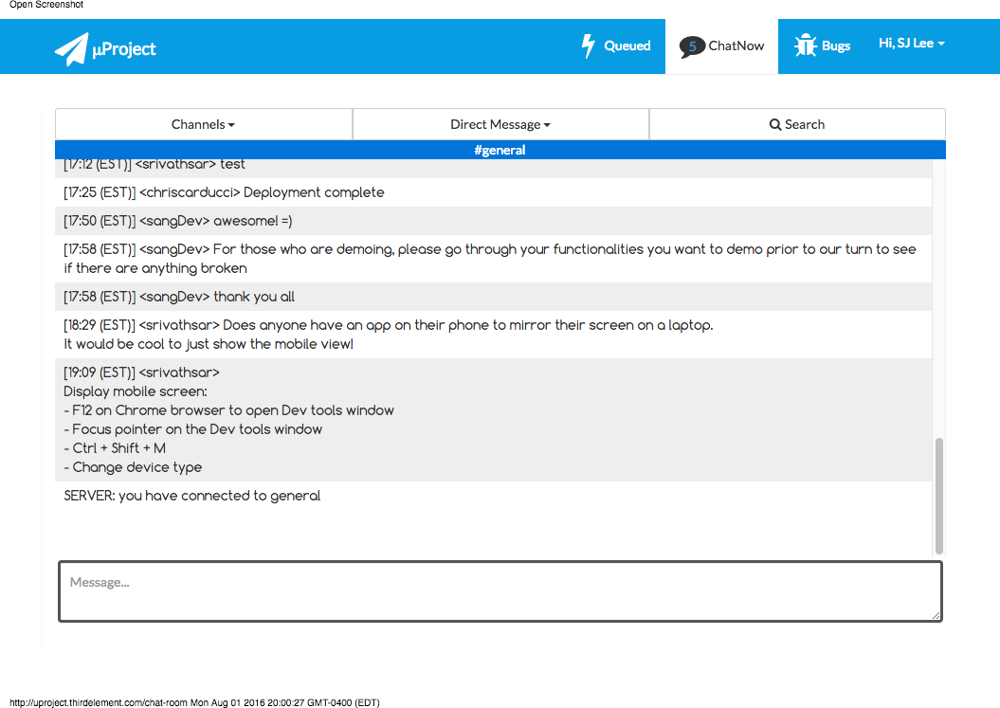 Open Screenshot
µProject
Queued
5 ChatNow
Bugs
Hi, SJ Lee
Channels
Direct Message
Search
#general
[17:12 (EST)] <srivathsar> test
[17:25 (EST)] <chriscarducci> Deployment complete
[17:50 (EST)] <sangDev> awesome! =)
[17:58 (EST)] <sangDev> For those who are demoing, please go through your functionalities you want to demo prior to our turn to see
if there are anything broken
[17:58 (EST)] <sangDev> thank you all
[18:29 (EST)] <srivathsar> Does anyone have an app on their phone to mirror their screen on a laptop.
It would be cool to just show the mobile view!
[19:09 (EST)] <srivathsar>
Display mobile screen:
- F12 on Chrome browser to open Dev tools window
- Focus pointer on the Dev tools window
- Ctrl + Shift + M
- Change device type
SERVER: you have connected to general
Message...
http://uproject.thirdelement.com/chat-room Mon Aug 01 2016 20:00:27 GMT-0400 (EDT)